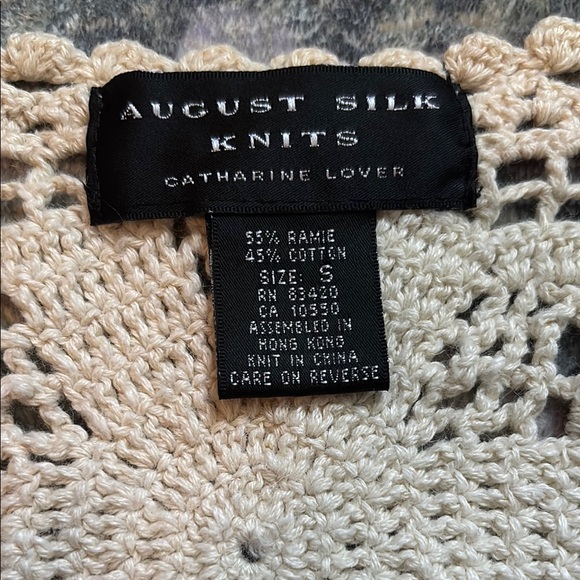 AUGUST SILK
KNITS
CATHARINE LOVER
55% RAMIE
45% COTTON
SIZE: S
RN 83420
CA 10550
ASSEMBLED IN
HONG KONG
KNIT IN CHINA
CARE ON REVERSE